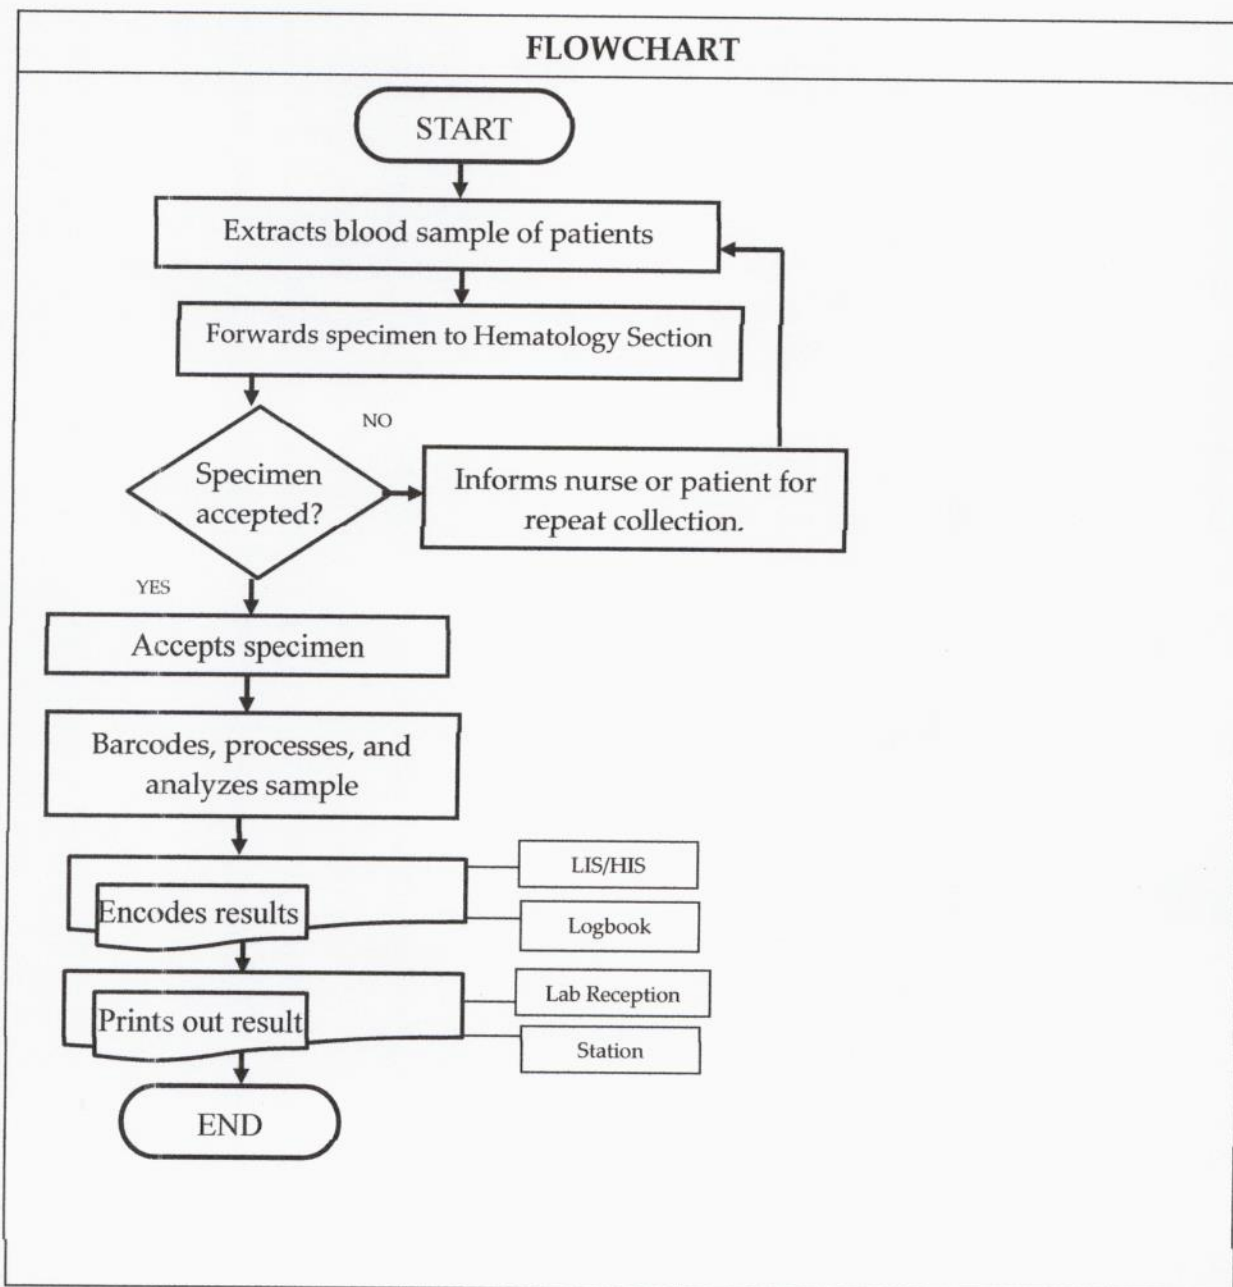 FLOWCHART
START
Extracts blood sample of patients
Forwards specimen to Hematology Section
NO
Specimen
accepted?
Informs nurse or patient for
repeat collection.
YES
Accepts specimen
Barcodes, processes, and
analyzes sample
LIS/HIS
Encodes results
Logbook
Lab Reception
Prints out result
Station
END